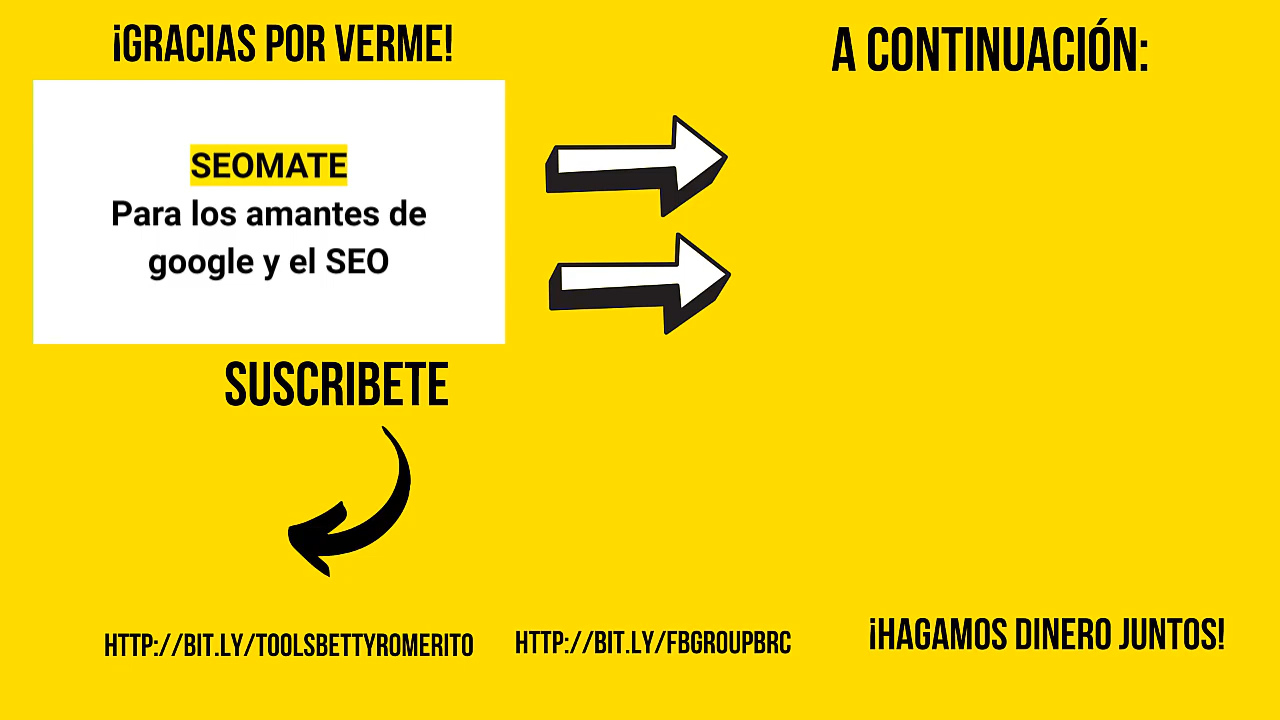 ¡GRACIAS POR VERME!
A CONTINUACIÓN:
SEOMATE
Para los amantes de
google y el SEO
SUSCRIBETE
HTTP://BIT.LY/TOOLSBETTYROMERITO
HTTP://BIT.LY/FBGROUPBRC
¡HAGAMOS DINERO JUNTOS!